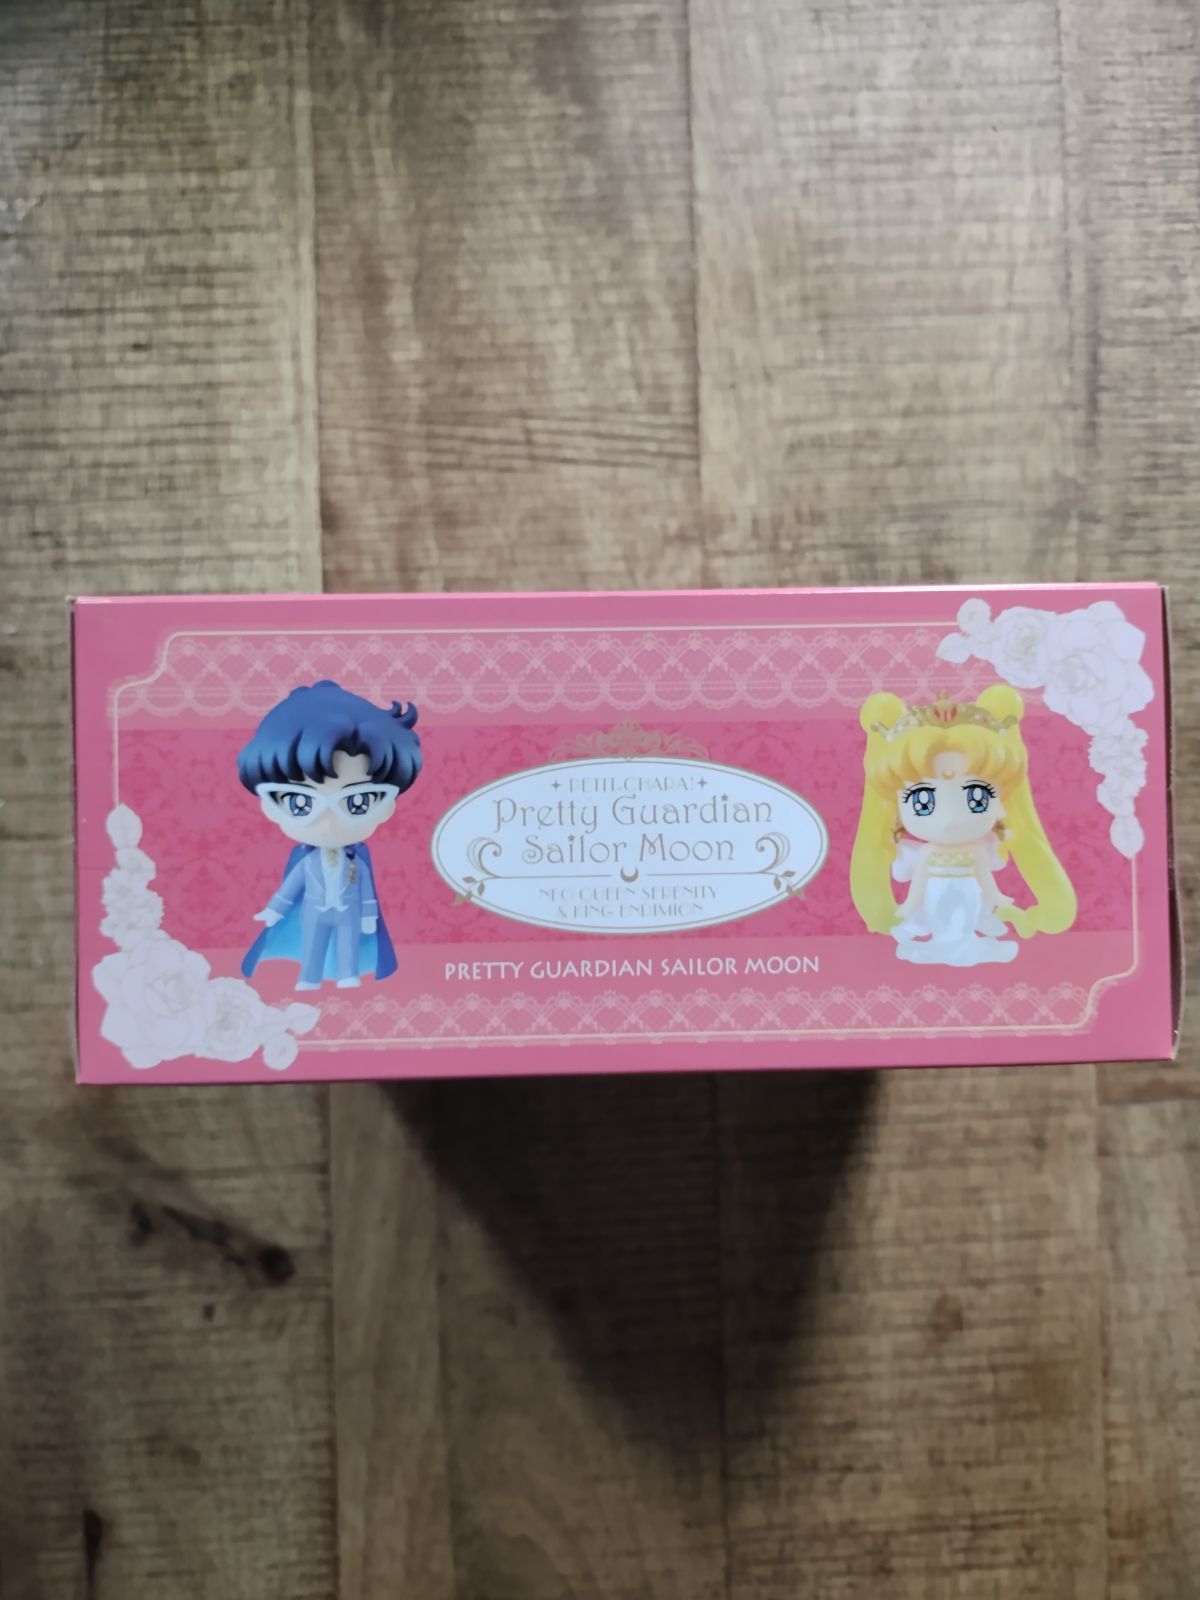 PETIT CHARA!
Pretty Guardian
Sailor Moon
NEO QUEEN SERENITY
& KING ENDIMION
PRETTY GUARDIAN SAILOR MOON